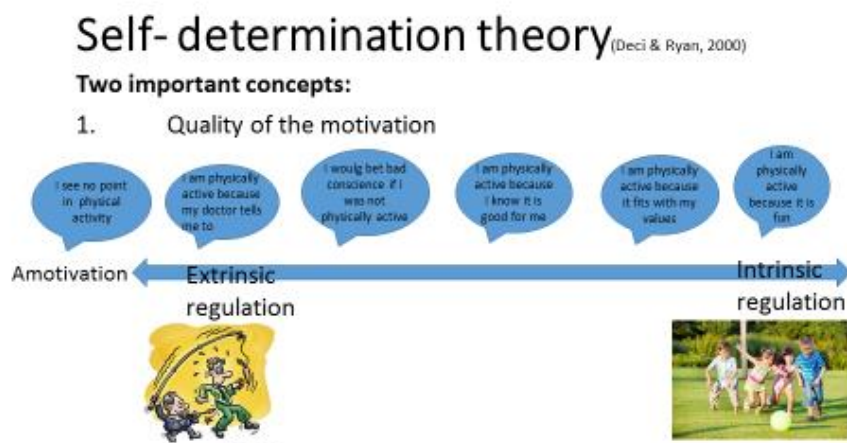 Self- determination theory(Deci & Ryan, 2000)
Two important concepts:
1. Quality of the motivation
I see no point
in physical
activity
I am physically
active because
my doctor tells
me to
I woulg bet bad
conscience if I
was not
physically active
I am physically
active because
I know it is
good for me
I am physically
active because
it fits with my
values
I am
physically
active
because it is
fun
Amotivation
Extrinsic
regulation
Intrinsic
regulation